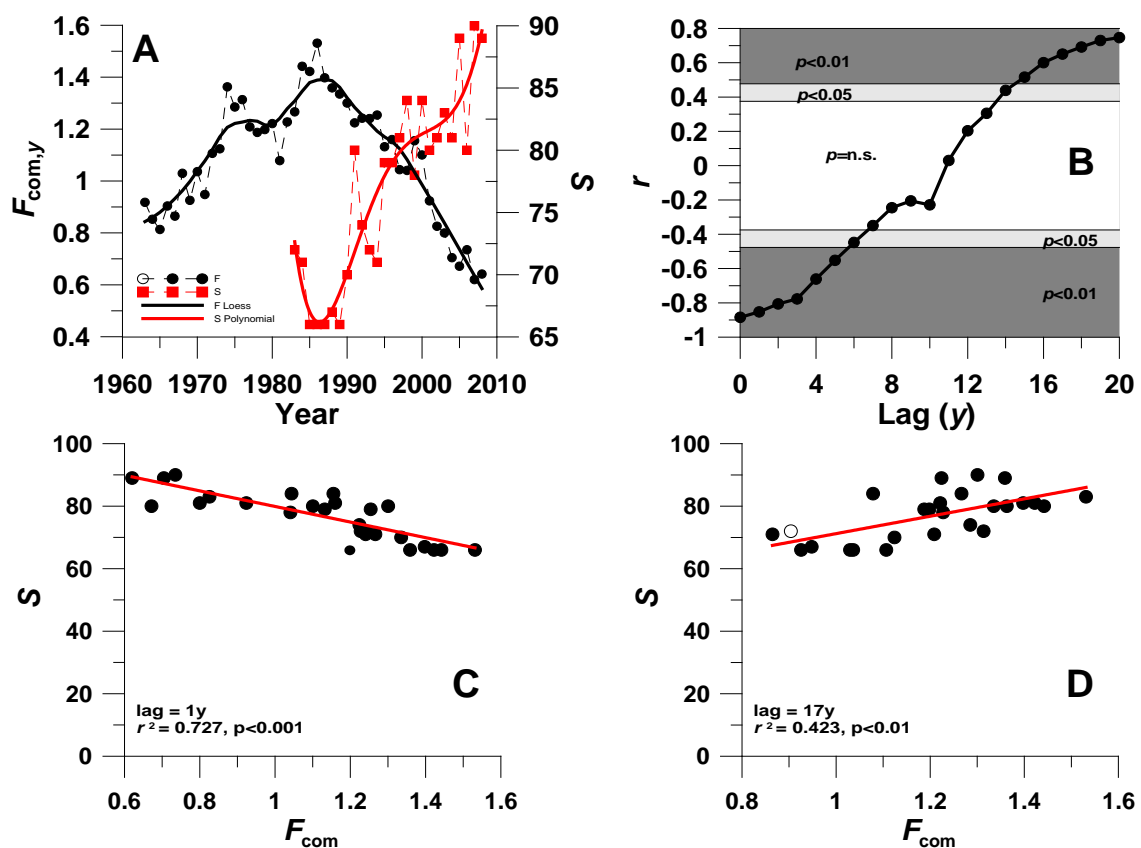 A
F com,y
1.6
1.4
1.2
1
0.8
0.6
0.4
90
85
80
75
70
65
S
F
S
F Loess
S Polynomial
1960 1970 1980 1990 2000 2010
Year
B
r
0.8
0.6
0.4
0.2
0
-0.2
-0.4
-0.6
-0.8
-1
p<0.01
p<0.05
p=n.s.
p<0.05
p<0.01
0 4 8 12 16 20
Lag (y)
C
S
100
80
60
40
20
0
lag = 1y
r² = 0.727, p<0.001
0.6 0.8 1 1.2 1.4 1.6
F com
D
S
100
80
60
40
20
0
lag = 17y
r² = 0.423, p<0.01
0.8 1 1.2 1.4 1.6
F com